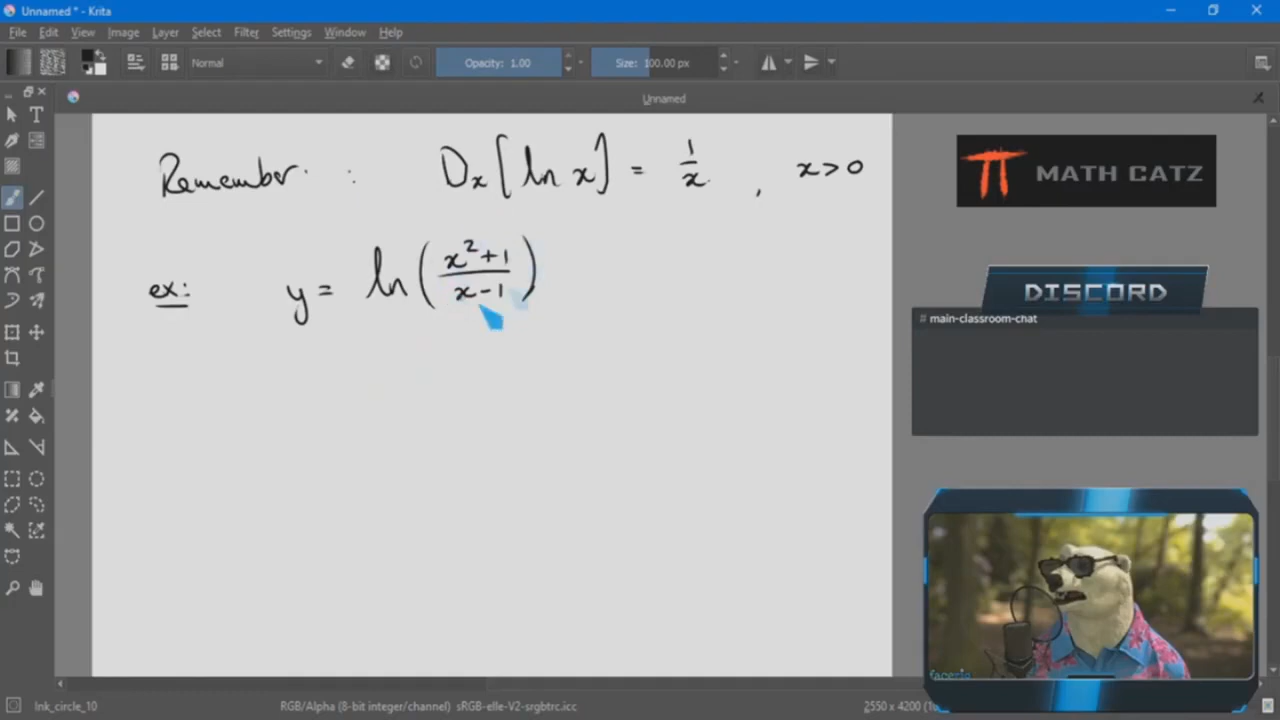 Unnamed * - Krita
File Edit View Image Layer Select Filter Settings Window Help
Normal
Opacity: 1.00
Size: 100.00 px
Unnamed
Remember : Dx[ln x] = 1/x , x > 0
ex: y = ln((x²+1)/(x-1))
π MATH CATZ
DISCORD
# main-classroom-chat
facerig
Ink_circle_10
RGB/Alpha (8-bit integer/channel) sRGB-elle-V2-srgbtrc.icc